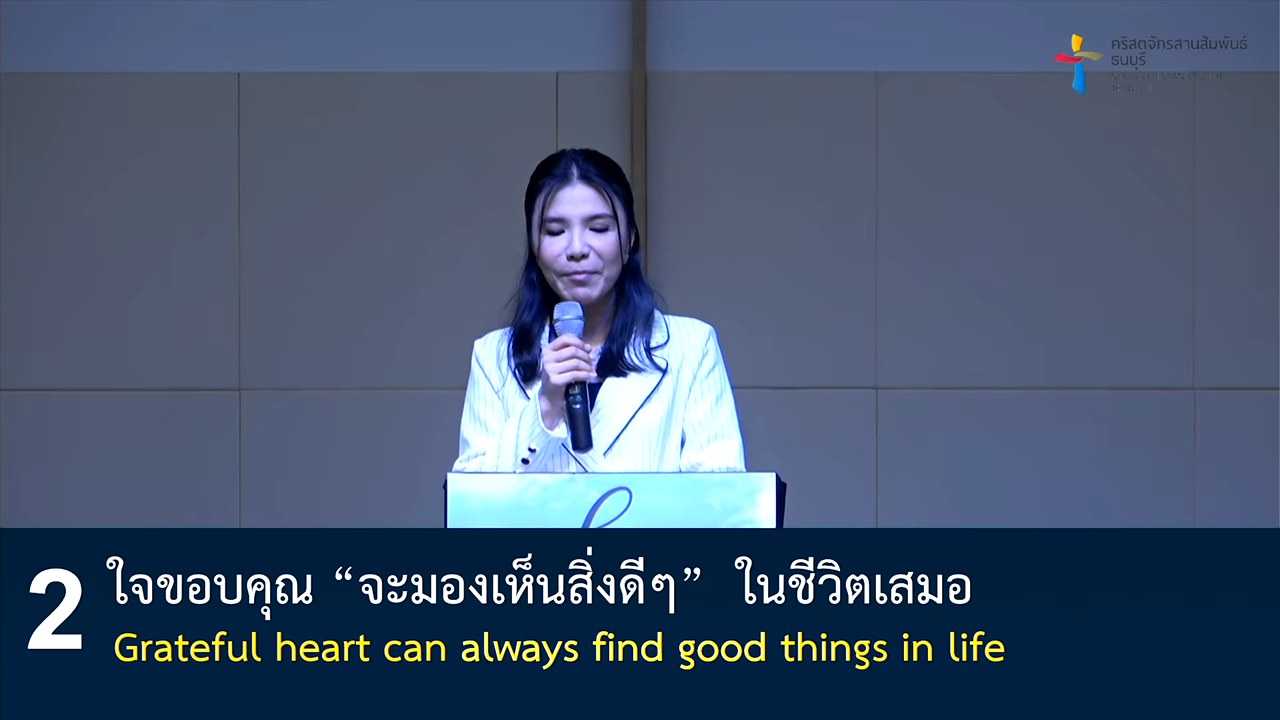 คริสตจักรสานสัมพันธ์
ธนบุรี
2
ใจขอบคุณ “จะมองเห็นสิ่งดีๆ” ในชีวิตเสมอ
Grateful heart can always find good things in life